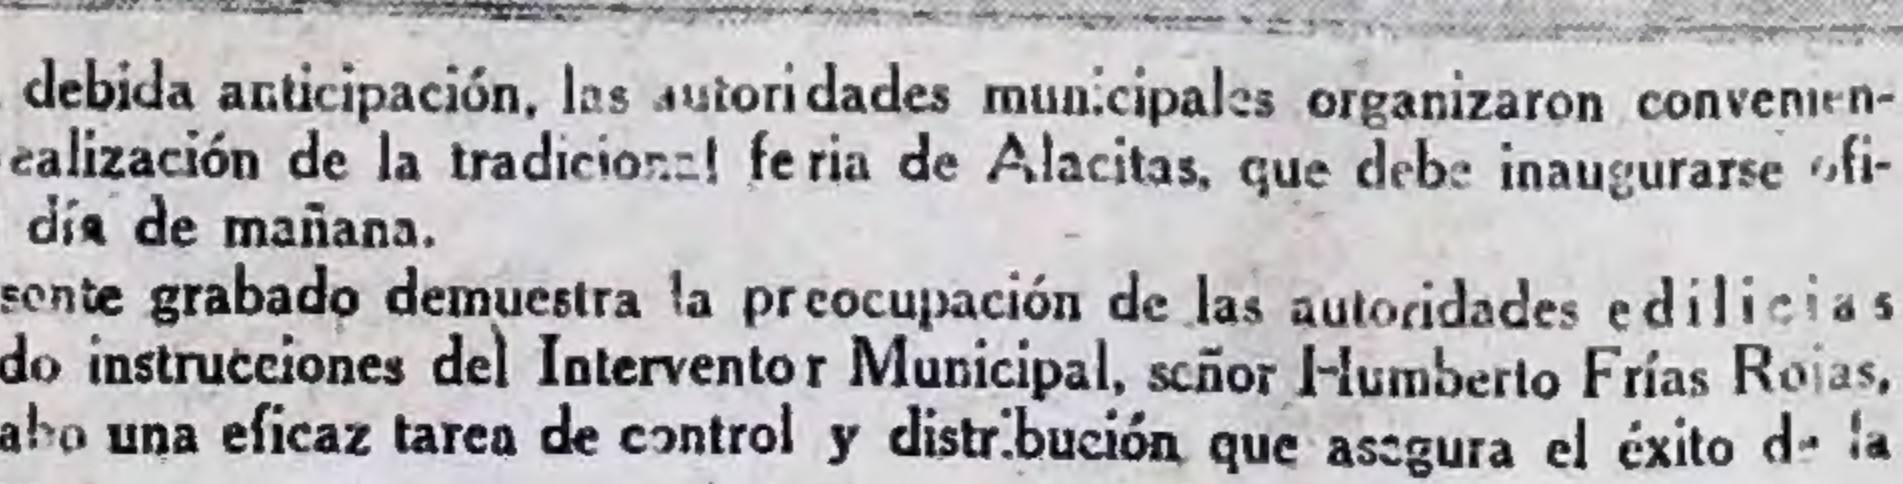 debida anticipación, las autoridades municipales organizaron convenien-
ealización de la tradicional feria de Alacitas, que debe inaugurarse ofi-
día de mañana.
sente grabado demuestra la preocupación de las autoridades edilicias
do instrucciones del Interventor Municipal, señor Humberto Frías Rojas,
abo una eficaz tarea de control y distribución que asegura el éxito de la